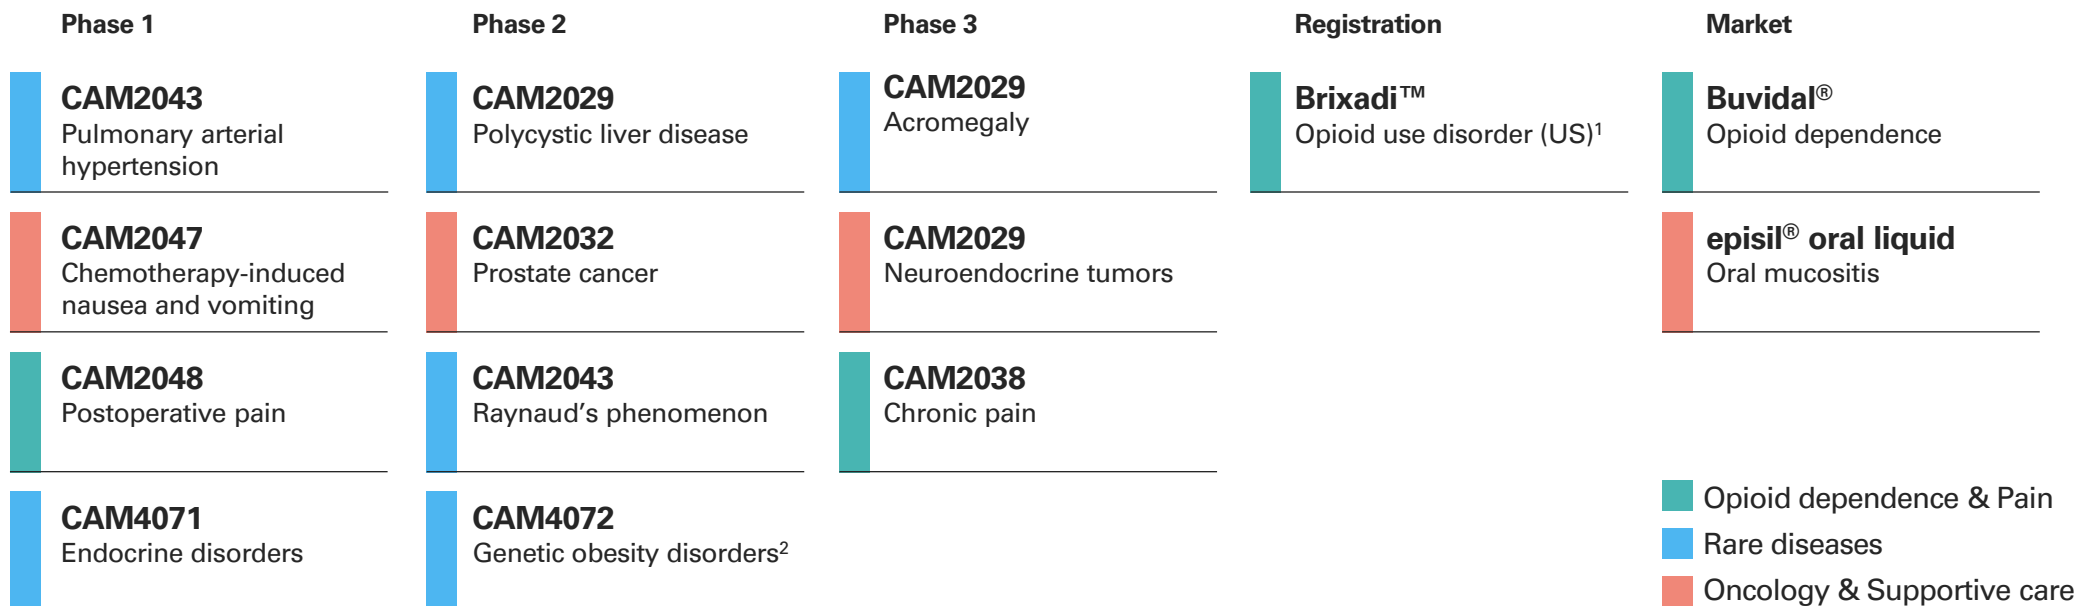 Phase 1
Phase 2
Phase 3
Registration
Market
CAM2043
Pulmonary arterial
hypertension
CAM2029
Polycystic liver disease
CAM2029
Acromegaly
Brixadi™
Opioid use disorder (US)¹
Buvidal®
Opioid dependence
CAM2047
Chemotherapy-induced
nausea and vomiting
CAM2032
Prostate cancer
CAM2029
Neuroendocrine tumors
episil® oral liquid
Oral mucositis
CAM2048
Postoperative pain
CAM2043
Raynaud’s phenomenon
CAM2038
Chronic pain
CAM4071
Endocrine disorders
CAM4072
Genetic obesity disorders²
Opioid dependence & Pain
Rare diseases
Oncology & Supportive care